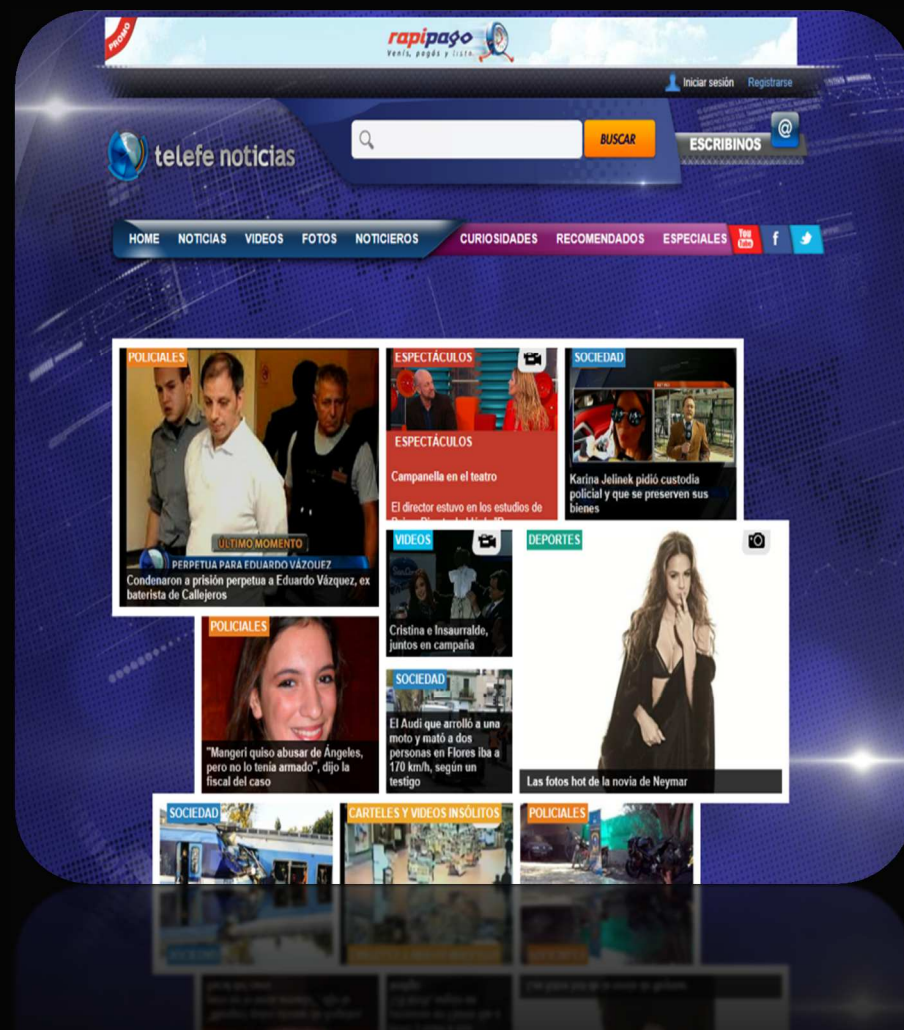 PROMO
rapipago
Venís, pagás y listo.
Iniciar sesión Registrarse
telefe noticias
BUSCAR
ESCRIBINOS
@
HOME NOTICIAS VIDEOS FOTOS NOTICIEROS CURIOSIDADES RECOMENDADOS ESPECIALES You Tube f
POLICIALES
ULTIMO MOMENTO
PERPETUA PARA EDUARDO VÁZQUEZ
Condenaron a prisión perpetua a Eduardo Vázquez, ex
baterista de Callejeros
ESPECTÁCULOS
ESPECTÁCULOS
Campanella en el teatro
El director estuvo en los estudios de
SOCIEDAD
Karina Jelinek pidió custodia
policial y que se preserven sus
bienes
VIDEOS
Cristina e Insaurralde,
juntos en campaña
DEPORTES
Las fotos hot de la novia de Neymar
POLICIALES
"Mangeri quiso abusar de Ángeles,
pero no lo tenía armado", dijo la
fiscal del caso
SOCIEDAD
El Audi que arrolló a una
moto y mató a dos
personas en Flores iba a
170 km/h, según un
testigo
SOCIEDAD
CARTELES Y VIDEOS INSÓLITOS
POLICIALES